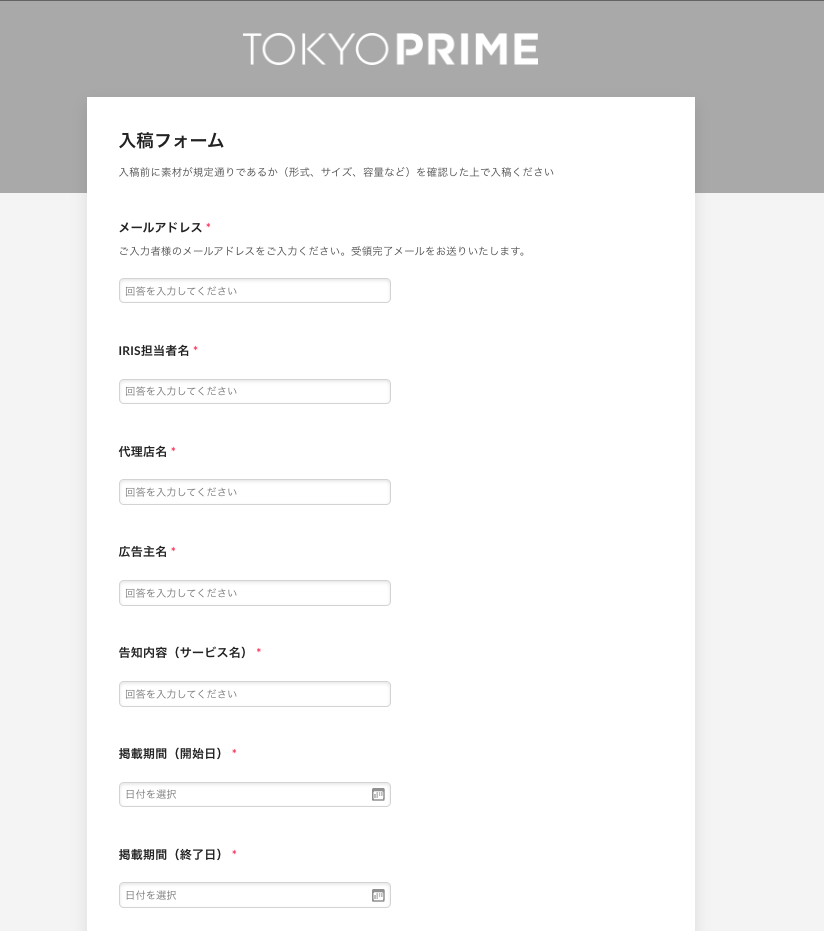 TOKYOPRIME
入稿フォーム
入稿前に素材が規定通りであるか（形式、サイズ、容量など）を確認した上で入稿ください
メールアドレス *
ご入力者様のメールアドレスをご入力ください。受領完了メールをお送りいたします。
回答を入力してください
IRIS担当者名 *
回答を入力してください
代理店名 *
回答を入力してください
広告主名 *
回答を入力してください
告知内容（サービス名） *
回答を入力してください
掲載期間（開始日） *
日付を選択
掲載期間（終了日） *
日付を選択